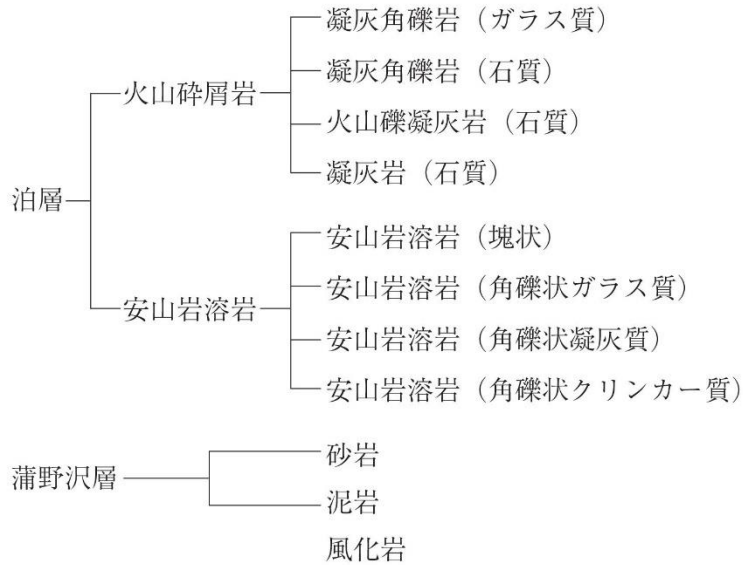 泊層
火山砕屑岩
凝灰角礫岩（ガラス質）
凝灰角礫岩（石質）
火山礫凝灰岩（石質）
凝灰岩（石質）
安山岩溶岩
安山岩溶岩（塊状）
安山岩溶岩（角礫状ガラス質）
安山岩溶岩（角礫状凝灰質）
安山岩溶岩（角礫状クリンカー質）
蒲野沢層
砂岩
泥岩
風化岩